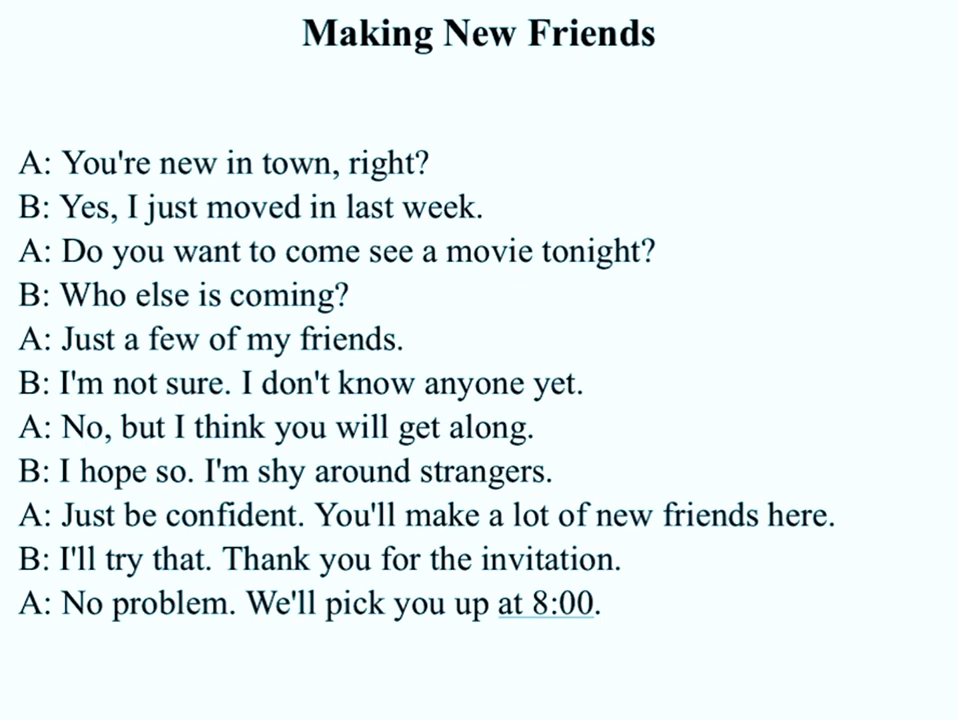 Making New Friends
A: You're new in town, right?
B: Yes, I just moved in last week.
A: Do you want to come see a movie tonight?
B: Who else is coming?
A: Just a few of my friends.
B: I'm not sure. I don't know anyone yet.
A: No, but I think you will get along.
B: I hope so. I'm shy around strangers.
A: Just be confident. You'll make a lot of new friends here.
B: I'll try that. Thank you for the invitation.
A: No problem. We'll pick you up at 8:00.